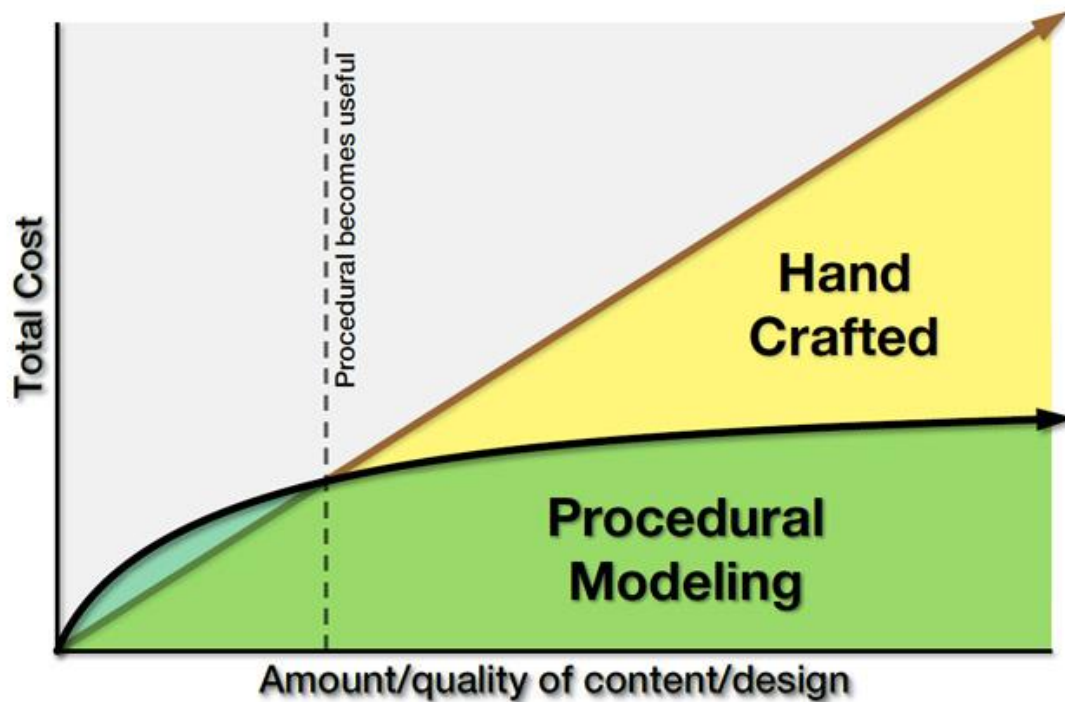 Total Cost
Procedural becomes useful
Hand
Crafted
Procedural
Modeling
Amount/quality of content/design